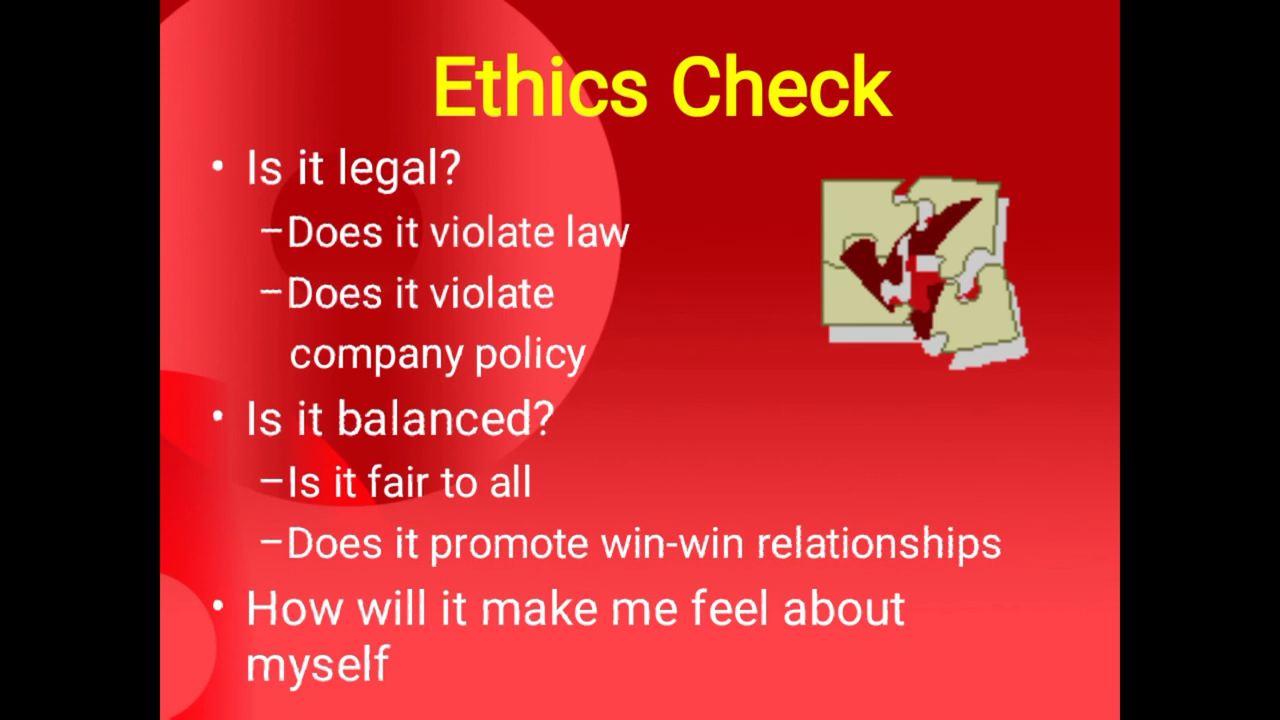 Ethics Check
• Is it legal?
–Does it violate law
–Does it violate
company policy
• Is it balanced?
–Is it fair to all
–Does it promote win-win relationships
• How will it make me feel about
myself